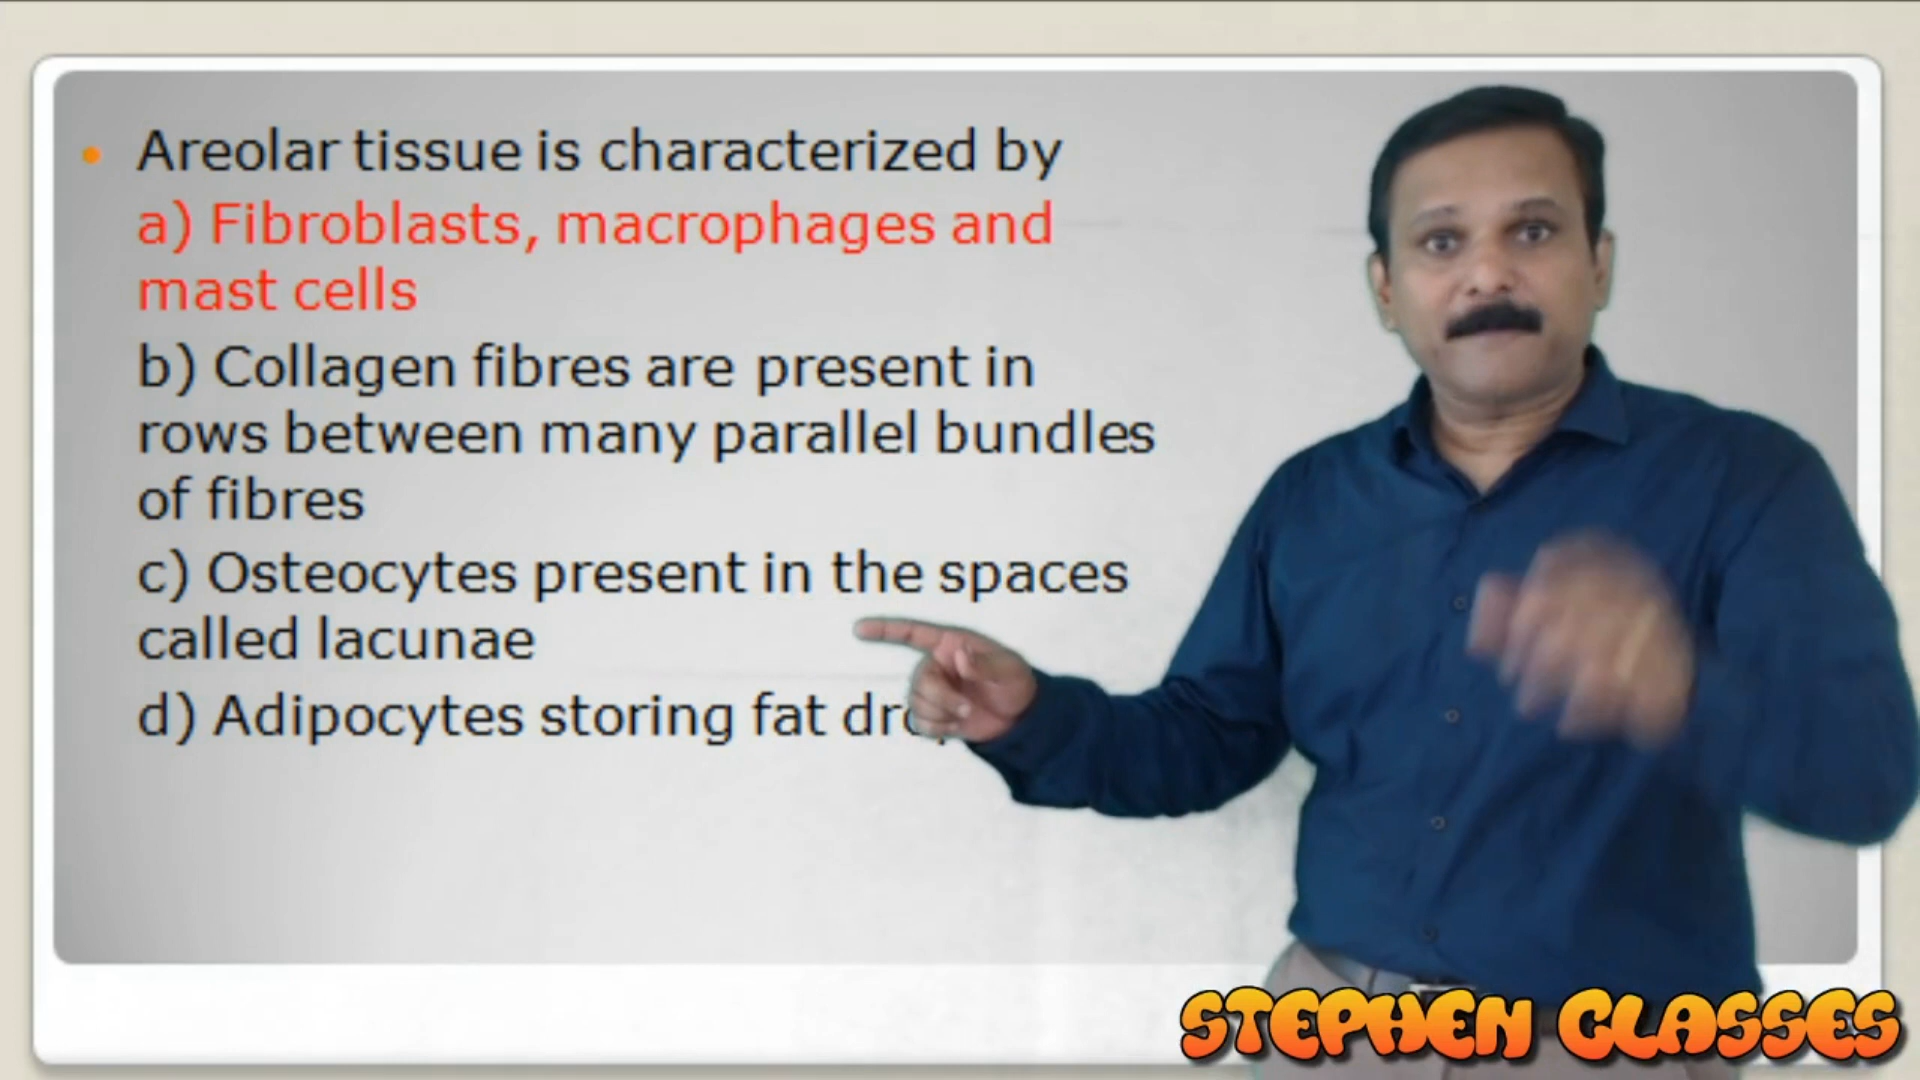 Areolar tissue is characterized by
a) Fibroblasts, macrophages and
mast cells
b) Collagen fibres are present in
rows between many parallel bundles
of fibres
c) Osteocytes present in the spaces
called lacunae
d) Adipocytes storing fat
STEPHEN CLASSES